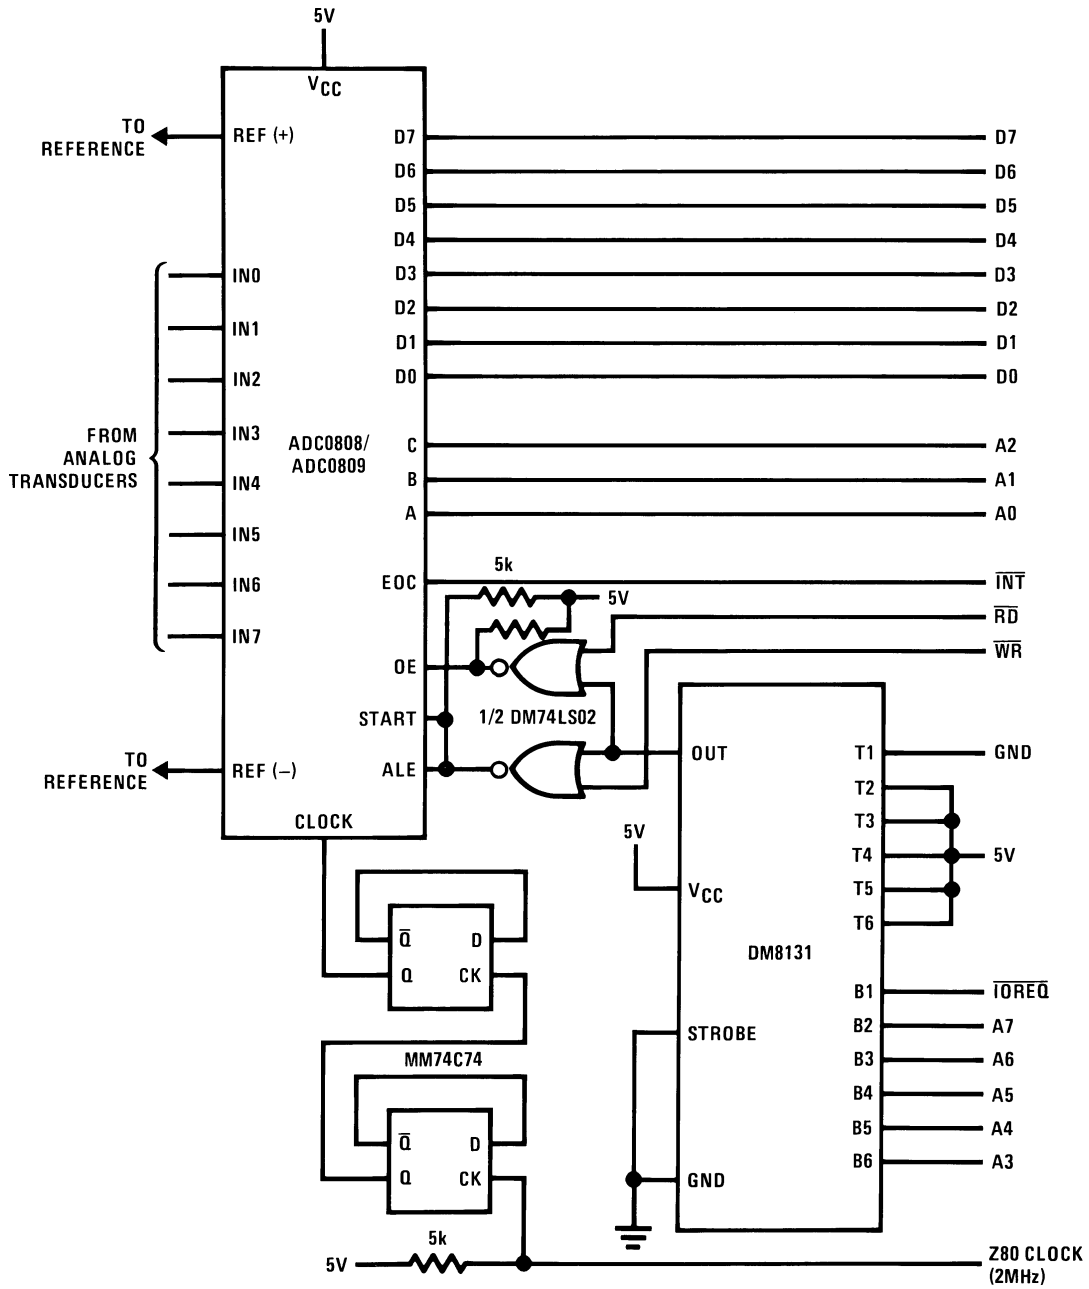 5V
VCC
TO
REFERENCE
REF (+)
D7
D7
D6
D6
D5
D5
D4
D4
IN0
D3
D3
D2
D2
IN1
D1
D1
IN2
D0
D0
FROM
ANALOG
TRANSDUCERS
IN3
ADC0808/
ADC0809
C
A2
IN4
B
A1
A
A0
IN5
5k
EOC
I̅N̅T̅
IN6
5V
R̅D̅
IN7
OE
W̅R̅
START
1/2 DM74LS02
TO
REFERENCE
REF (–)
ALE
OUT
T1
GND
T2
CLOCK
T3
5V
T4
5V
VCC
T5
T6
Q̅
D
DM8131
Q
CK
B1
I̅O̅R̅E̅Q̅
B2
A7
STROBE
MM74C74
B3
A6
B4
A5
Q̅
D
B5
A4
Q
CK
GND
B6
A3
5k
5V
Z80 CLOCK
(2MHz)